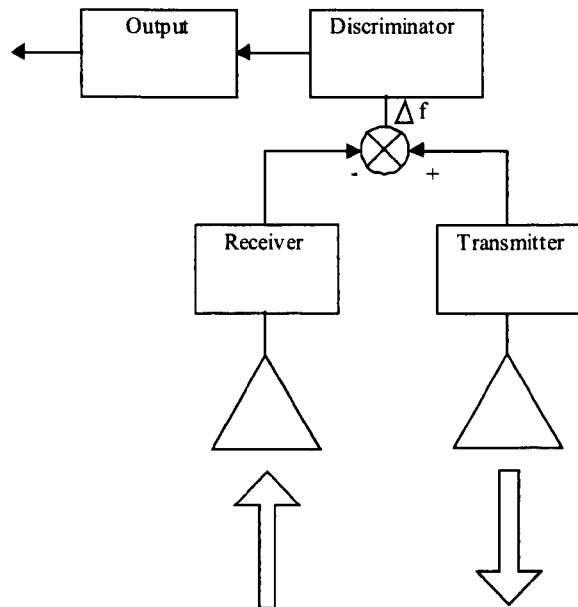 Output
Discriminator
Δ f
-
+
Receiver
Transmitter